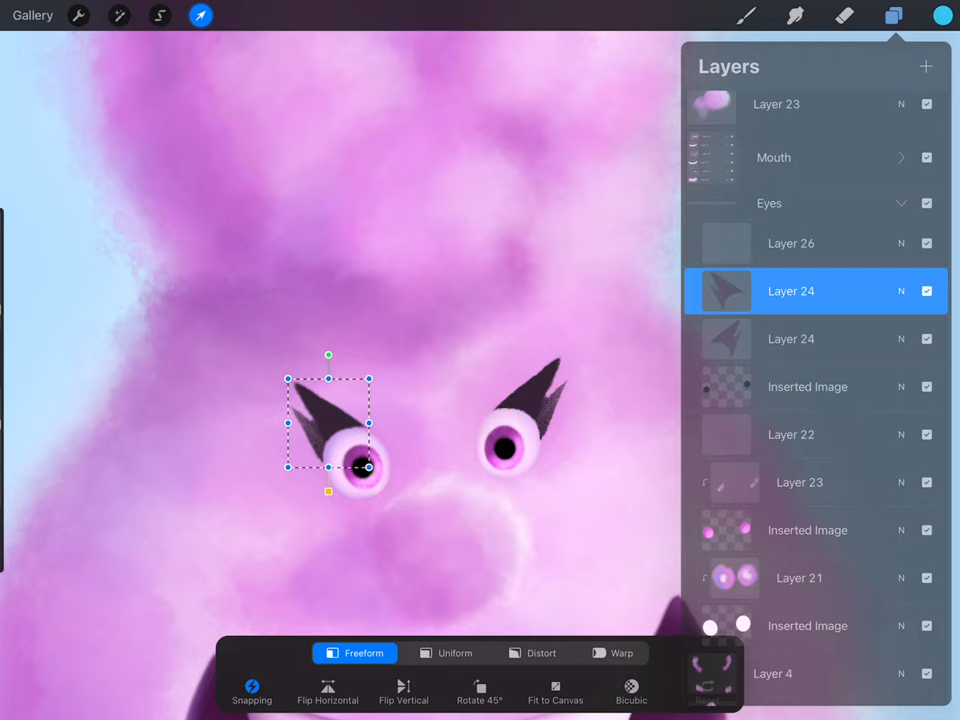 Gallery
Layers
Layer 23 N
Mouth
Eyes
Layer 26 N
Layer 24 N
Layer 24 N
Inserted Image N
Layer 22 N
Layer 23 N
Inserted Image N
Layer 21 N
Inserted Image N
Layer 4 N
Freeform Uniform Distort Warp
Snapping Flip Horizontal Flip Vertical Rotate 45° Fit to Canvas Bicubic Reset